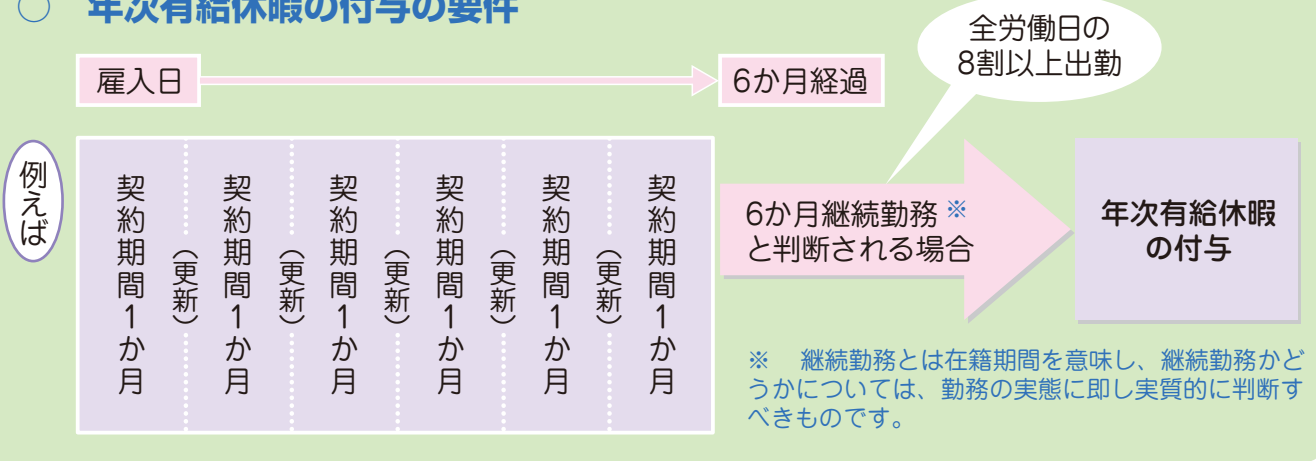 ○ 年次有給休暇の付与の要件
全労働日の
8割以上出勤
雇入日
6か月経過
例えば
契約期間1か月
（更新）
契約期間1か月
（更新）
契約期間1か月
（更新）
契約期間1か月
（更新）
契約期間1か月
（更新）
契約期間1か月
6か月継続勤務※
と判断される場合
年次有給休暇
の付与
※ 継続勤務とは在籍期間を意味し、継続勤務かど
うかについては、勤務の実態に即し実質的に判断す
べきものです。